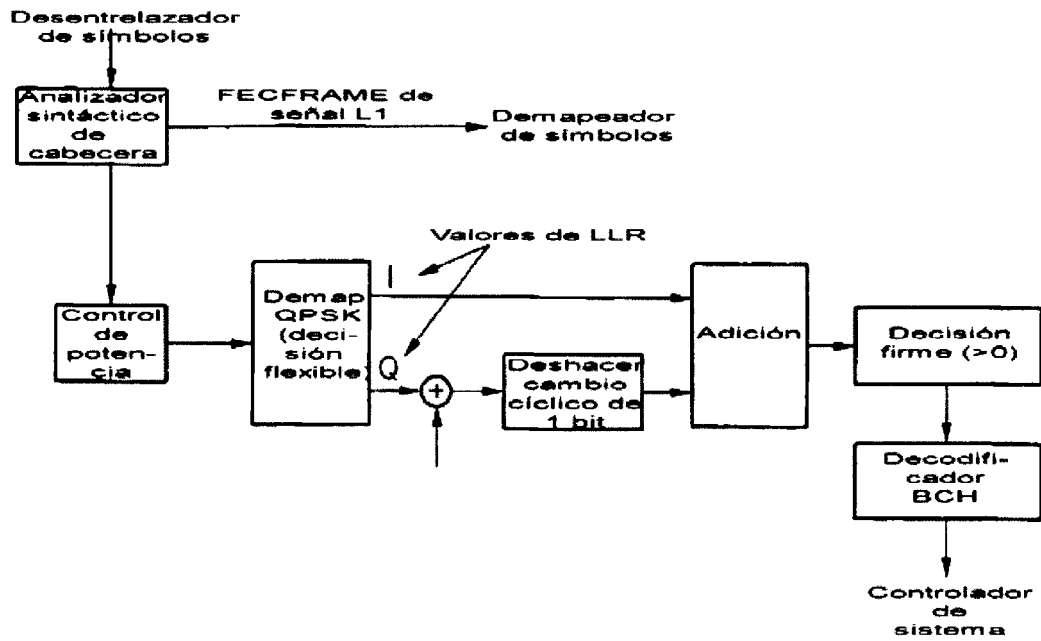 Desentrelazador
de símbolos
Analizador
sintáctico
de
cabecera
FECFRAME de
señal L1
Demapeador
de símbolos
Valores de LLR
I
Q
Control
de
poten-
cia
Demap
QPSK
(deci-
sión
flexible)
+
Deshacer
cambio
cíclico de
1 bit
Adición
Decisión
firme (>0)
Decodifi-
cador
BCH
Controlador
de
sistema